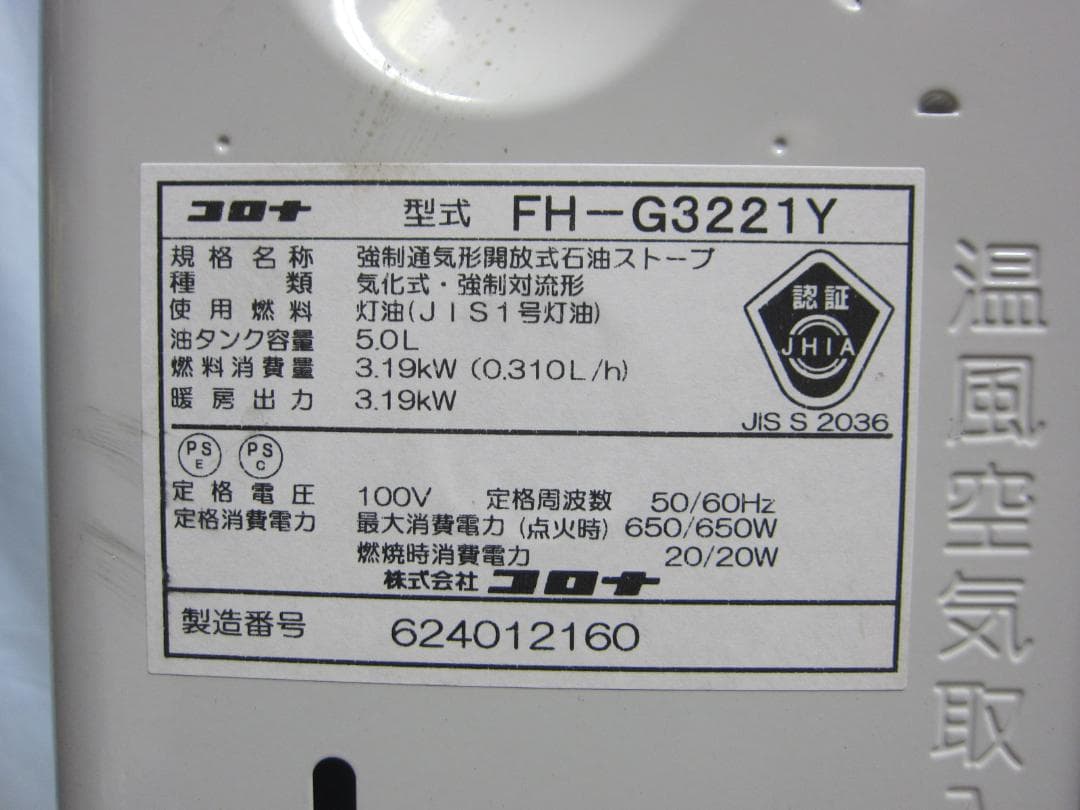 コロナ 型式 FH-G3221Y
規格名称 強制通気形開放式石油ストーブ
種類 気化式・強制対流形
使用燃料 灯油(JIS1号灯油)
油タンク容量 5.0L
燃料消費量 3.19kW (0.310L/h)
暖房出力 3.19kW
認証
JHIA
JIS S 2036
PS E PS C
定格電圧 100V 定格周波数 50/60Hz
定格消費電力 最大消費電力(点火時) 650/650W
燃焼時消費電力 20/20W
株式会社 コロナ
製造番号 624012160
温風空気取